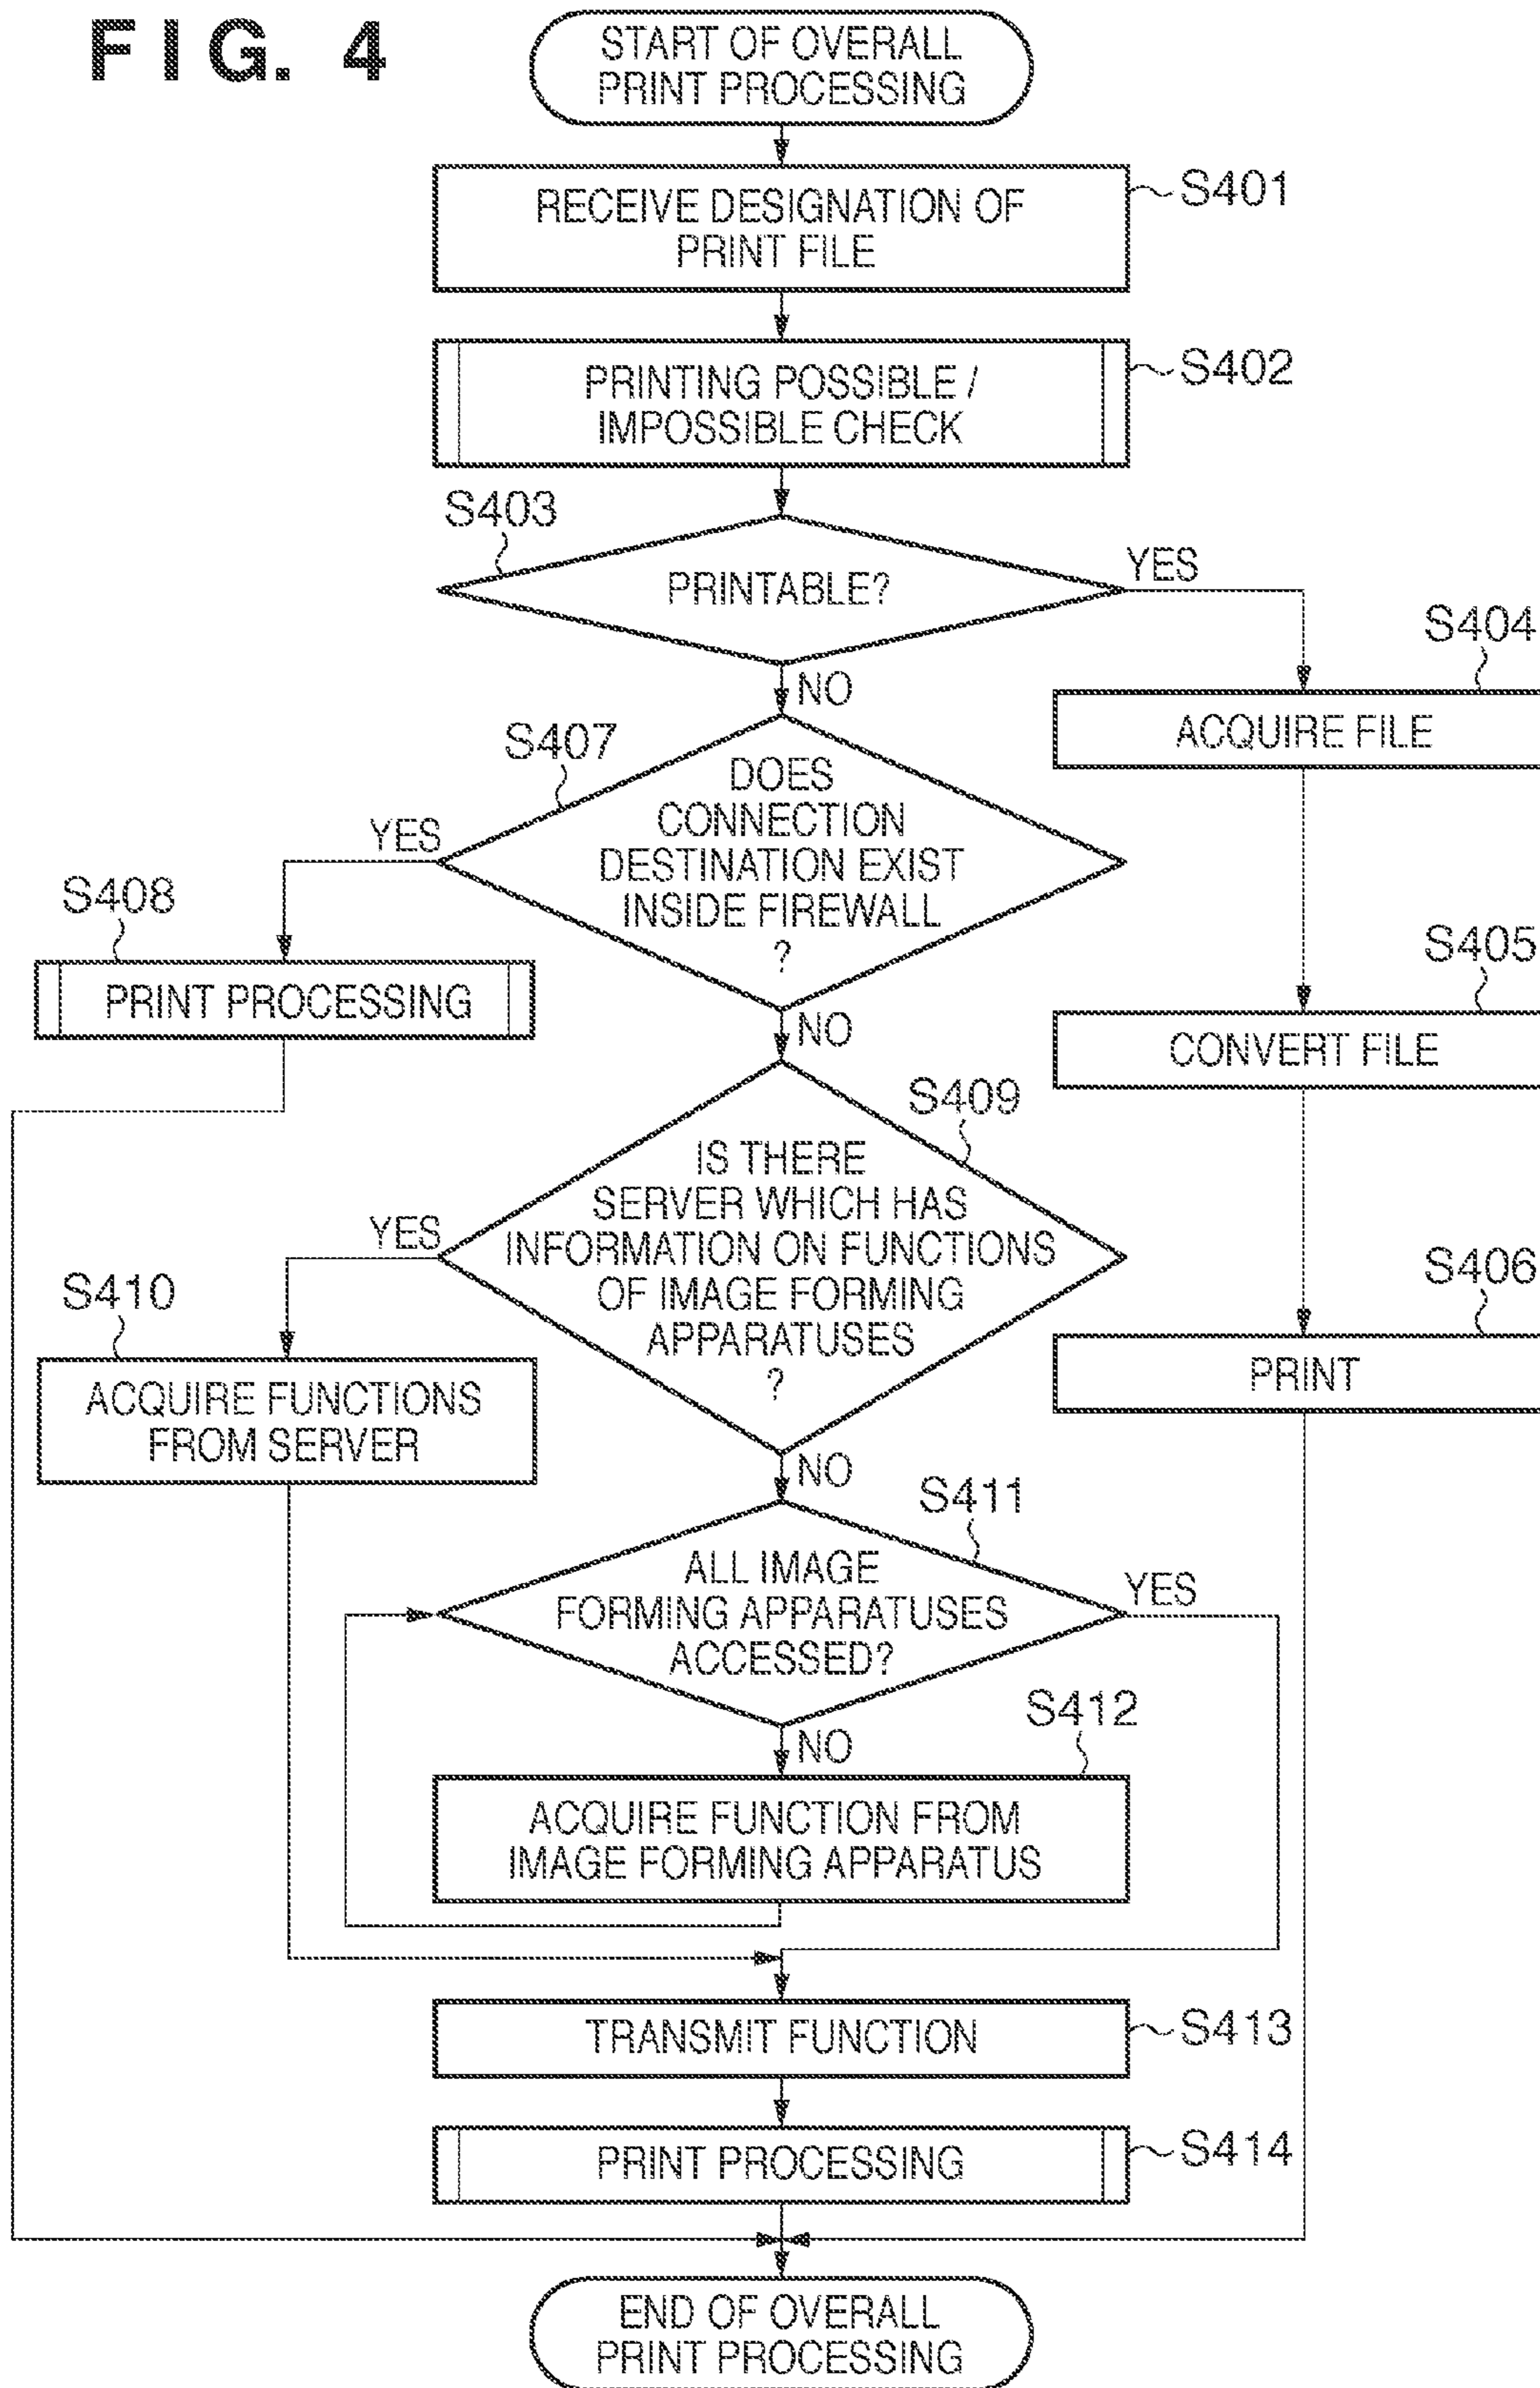 FIG. 4
START OF OVERALL
PRINT PROCESSING
RECEIVE DESIGNATION OF
PRINT FILE
S401
PRINTING POSSIBLE /
IMPOSSIBLE CHECK
S402
S403
PRINTABLE?
YES
NO
S404
ACQUIRE FILE
S407
DOES
CONNECTION
DESTINATION EXIST
INSIDE FIREWALL
?
YES
NO
S408
PRINT PROCESSING
S405
CONVERT FILE
S409
IS THERE
SERVER WHICH HAS
INFORMATION ON FUNCTIONS
OF IMAGE FORMING
APPARATUSES
?
YES
NO
S410
ACQUIRE FUNCTIONS
FROM SERVER
S406
PRINT
S411
ALL IMAGE
FORMING APPARATUSES
ACCESSED?
YES
NO
S412
ACQUIRE FUNCTION FROM
IMAGE FORMING APPARATUS
TRANSMIT FUNCTION
S413
PRINT PROCESSING
S414
END OF OVERALL
PRINT PROCESSING